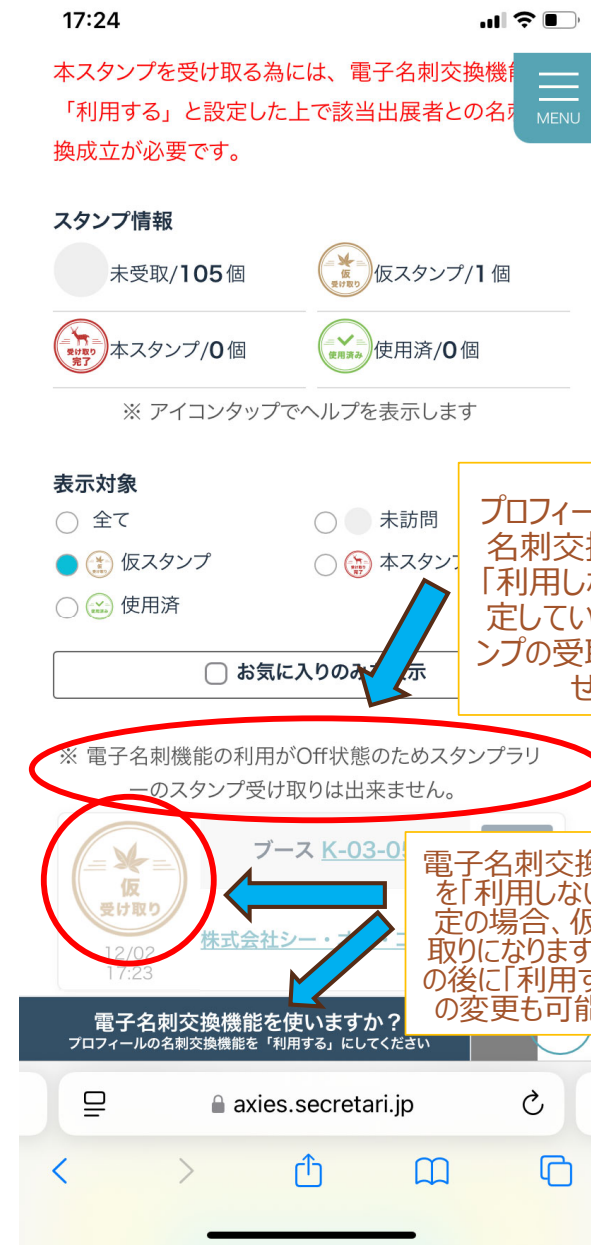 17:24
本スタンプを受け取る為には、電子名刺交換機
「利用する」と設定した上で該当出展者との名
換成立が必要です。
MENU
スタンプ情報
未受取/105個
仮
受け取り
仮スタンプ/1個
受け取り
完了
本スタンプ/0個
使用済み
使用済/0個
※ アイコンタップでヘルプを表示します
表示対象
全て
未訪問
仮スタンプ
本スタン
使用済
お気に入りのみ
示
プロフィー
名刺交
「利用しな
定してい
ンプの受
せ
※ 電子名刺機能の利用がOff状態のためスタンプラリ
ーのスタンプ受け取りは出来ません。
仮
受け取り
12/02
17:23
ブース K-03-0
株式会社シー・
電子名刺交
を「利用しない
定の場合、仮
取りになります
の後に「利用す
の変更も可能
電子名刺交換機能を使いますか?
プロフィールの名刺交換機能を「利用する」にしてください
axies.secretari.jp